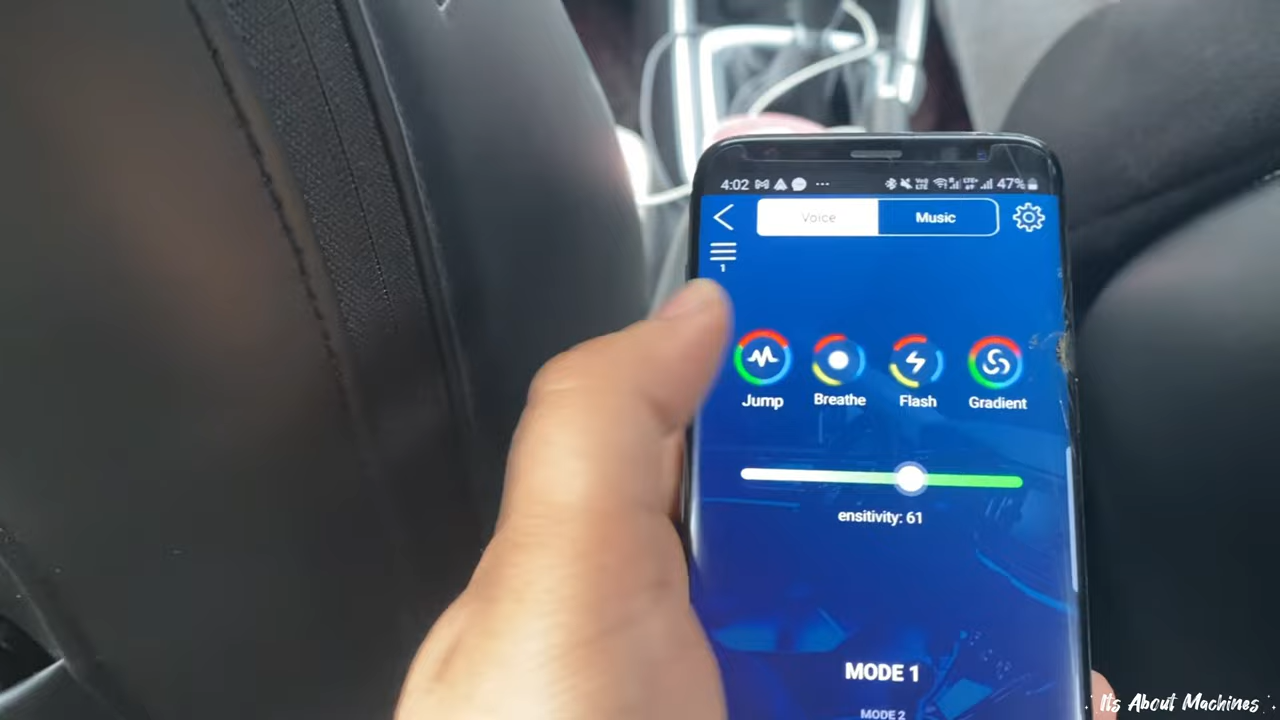 4:02 47%
Voice Music
1
Jump Breathe Flash Gradient
ensitivity: 61
MODE 1
MODE 2
Its About Machines